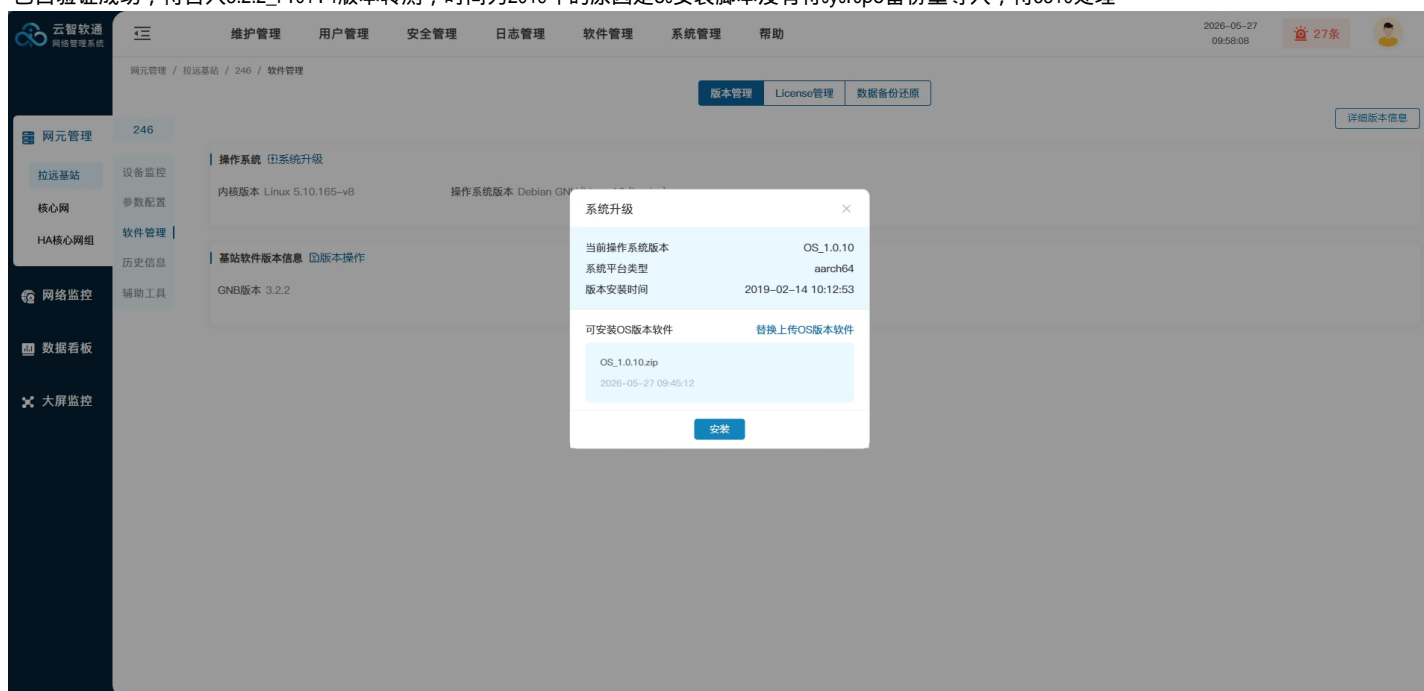 云智软通
网络管理系统
维护管理 用户管理 安全管理 日志管理 软件管理 系统管理 帮助
2026-05-27
09:58:08
27条
网元管理 / 拉远基站 / 246 / 软件管理
版本管理 License管理 数据备份还原
详细版本信息
网元管理
拉远基站
核心网
HA核心网组
网络监控
数据看板
大屏监控
246
设备监控
参数配置
软件管理
历史信息
辅助工具
操作系统 系统升级
内核版本 Linux 5.10.165-v8 操作系统版本 Debian GN
基站软件版本信息 版本操作
GNB版本 3.2.2
系统升级
当前操作系统版本 OS_1.0.10
系统平台类型 aarch64
版本安装时间 2019-02-14 10:12:53
可安装OS版本软件 替换上传OS版本软件
OS_1.0.10.zip
2026-05-27 09:45:12
安装